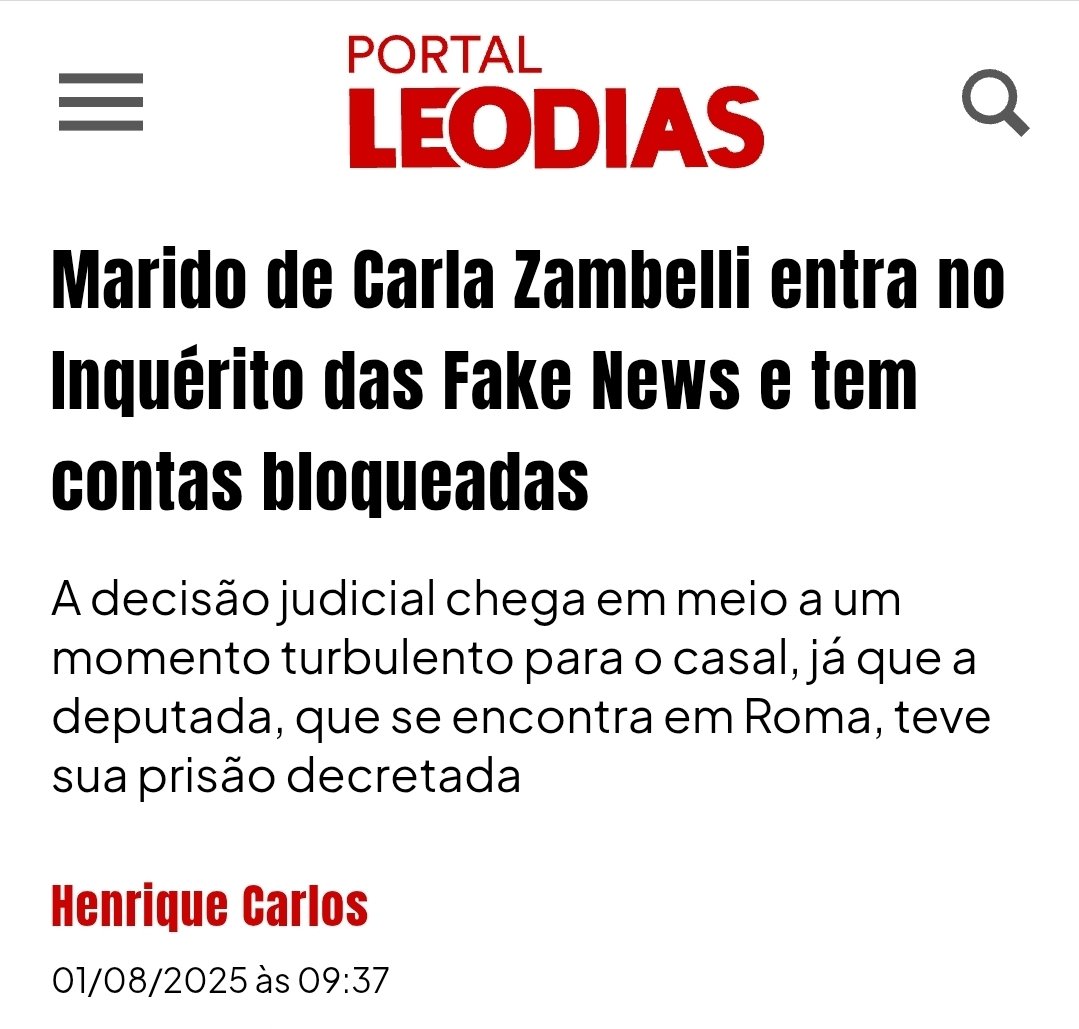 PORTAL
LEODIAS
Marido de Carla Zambelli entra no
Inquérito das Fake News e tem
contas bloqueadas
A decisão judicial chega em meio a um
momento turbulento para o casal, já que a
deputada, que se encontra em Roma, teve
sua prisão decretada
Henrique Carlos
01/08/2025 às 09:37